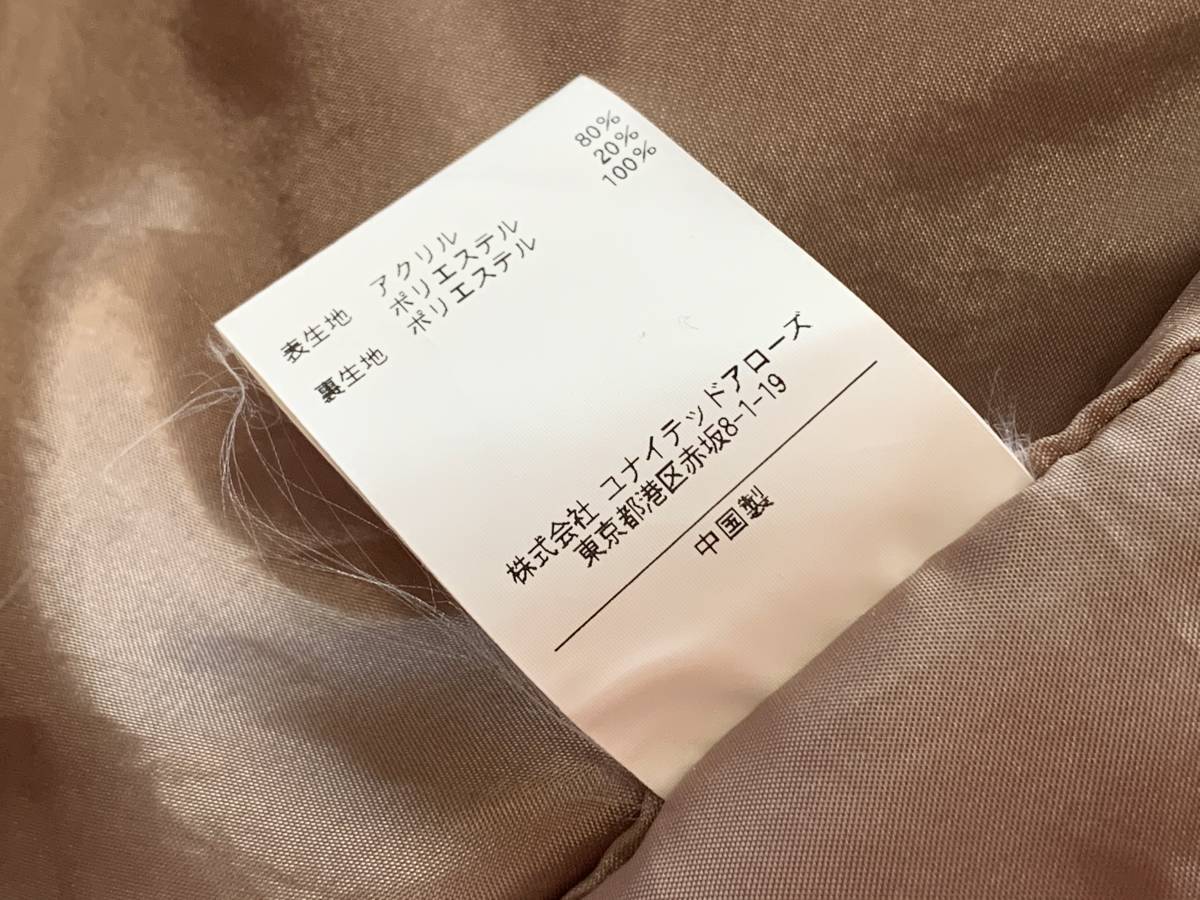 表生地 アクリル 80%
ポリエステル 20%
裏生地 ポリエステル 100%
株式会社 ユナイテッドアローズ
東京都港区赤坂8-1-19
中国製